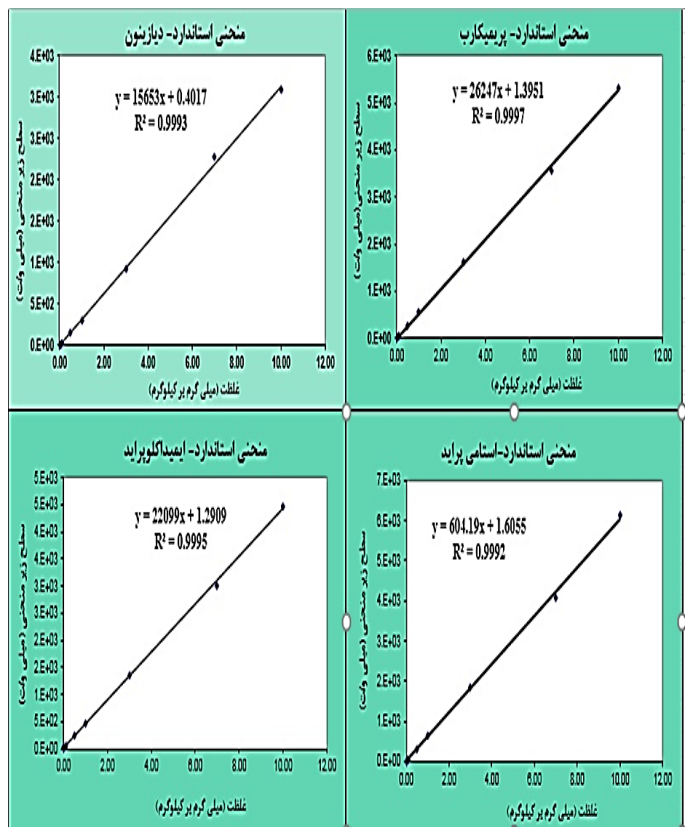 منحنی استاندارد- دیازینون
4.E+03
3.E+03
3.E+03
2.E+03
2.E+03
1.E+03
5.E+02
0.E+00
سطح زیر منحنی (میلی ولت)
y = 15653x + 0.4017
R² = 0.9993
0.00 2.00 4.00 6.00 8.00 10.00 12.00
غلظت (میلی گرم بر کیلوگرم)
منحنی استاندارد- پریمیکارب
6.E+03
5.E+03
4.E+03
3.E+03
2.E+03
1.E+03
0.E+00
سطح زیر منحنی (میلی ولت)
y = 26247x + 1.3951
R² = 0.9997
0.00 2.00 4.00 6.00 8.00 10.00 12.00
غلظت (میلی گرم بر کیلوگرم)
منحنی استاندارد- ایمیداکلوپراید
5.E+03
5.E+03
4.E+03
4.E+03
3.E+03
3.E+03
2.E+03
2.E+03
1.E+03
5.E+02
0.E+00
سطح زیر منحنی (میلی ولت)
y = 22099x + 1.2909
R² = 0.9995
0.00 2.00 4.00 6.00 8.00 10.00 12.00
غلظت (میلی گرم بر کیلوگرم)
منحنی استاندارد-استامی پراید
7.E+03
6.E+03
5.E+03
4.E+03
3.E+03
2.E+03
1.E+03
0.E+00
سطح زیر منحنی (میلی ولت)
y = 604.19x + 1.6055
R² = 0.9992
0.00 2.00 4.00 6.00 8.00 10.00 12.00
غلظت (میلی گرم بر کیلوگرم)